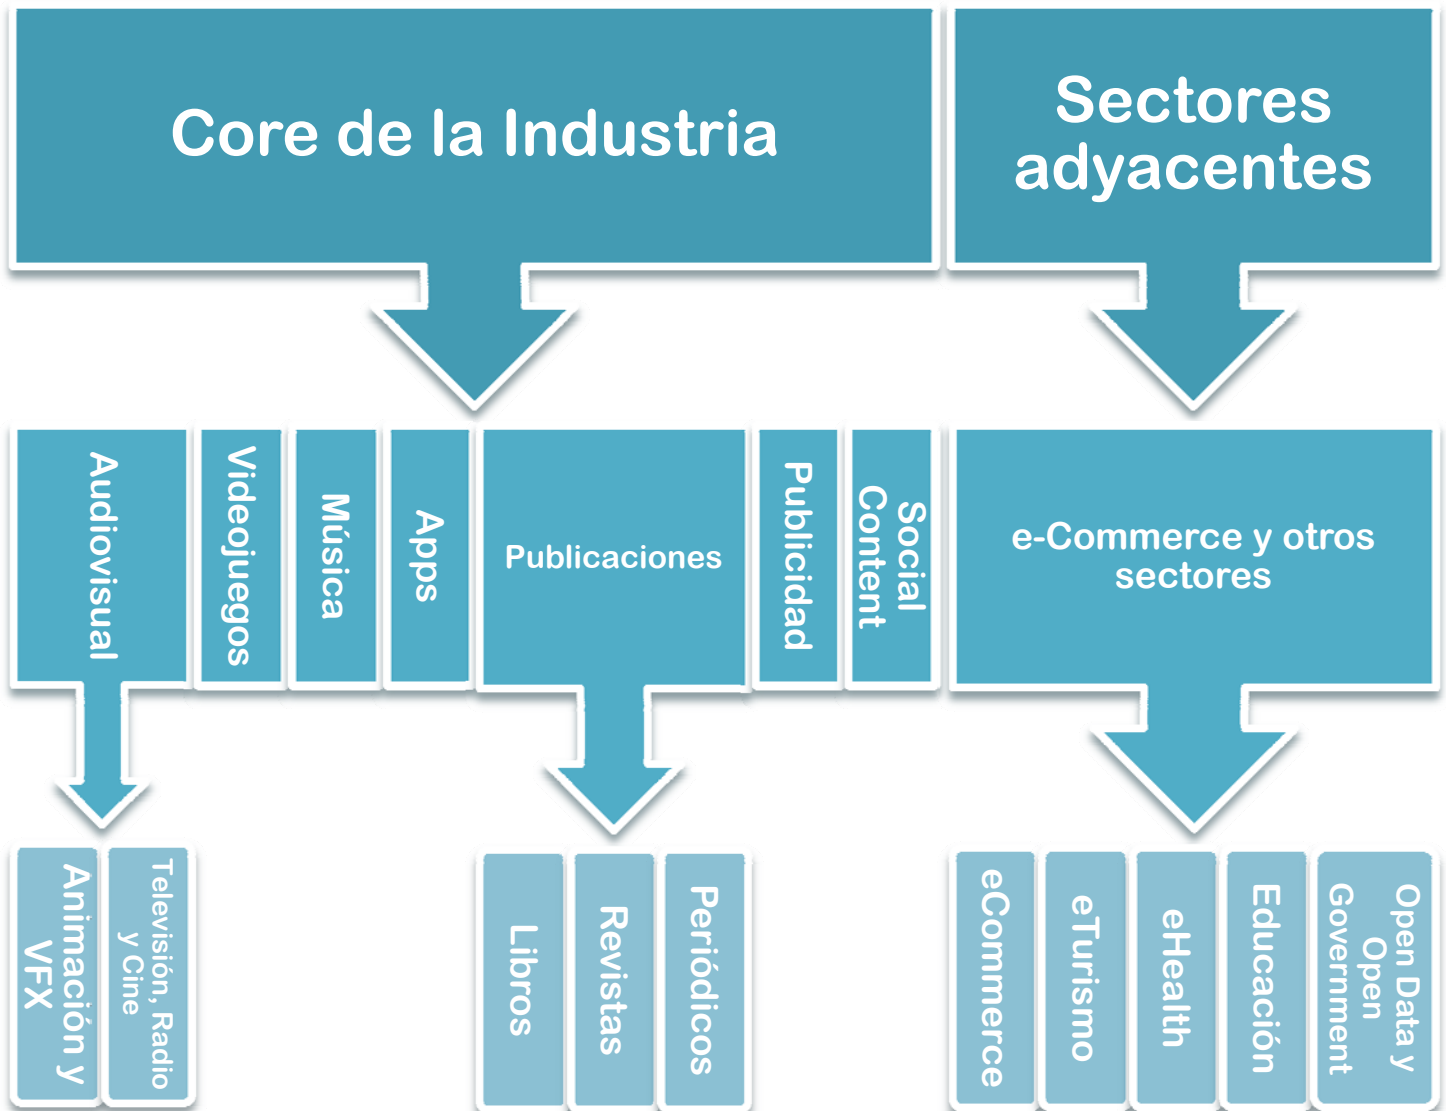 Core de la Industria
Sectores
adyacentes
Audiovisual
Videojuegos
Música
Apps
Publicaciones
Publicidad
Social
Content
e-Commerce y otros
sectores
Animación y
VFX
Televisión, Radio
y Cine
Libros
Revistas
Periódicos
eCommerce
eTurismo
eHealth
Educación
Open Data y
Open
Government